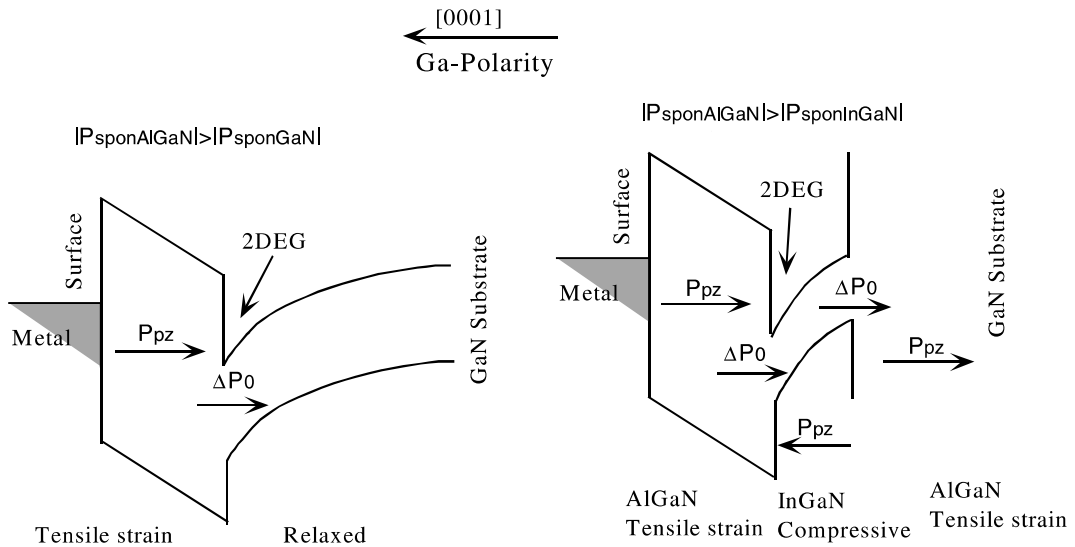 [0001]
Ga-Polarity
|PsponAlGaN|>|PsponGaN|
Surface
2DEG
Metal
Ppz
ΔP0
GaN Substrate
Tensile strain
Relaxed
|PsponAlGaN|>|PsponInGaN|
Surface
2DEG
Metal
Ppz
ΔP0
ΔP0
Ppz
Ppz
GaN Substrate
AlGaN
Tensile strain
InGaN
Compressive
AlGaN
Tensile strain